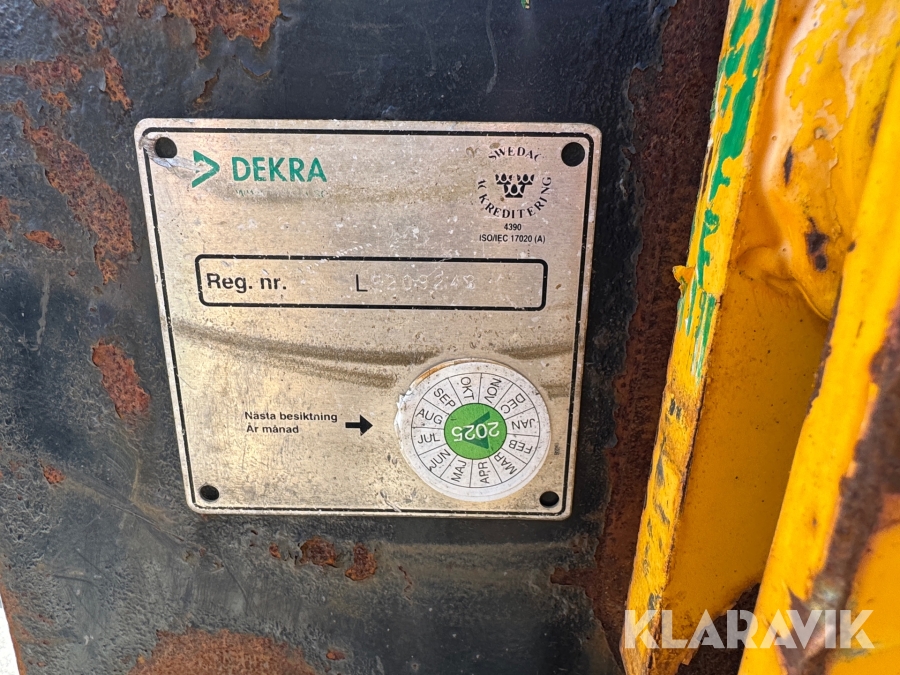 DEKRA
SWEDAC
ACKREDITERING
4390
ISO/IEC 17020 (A)
Reg. nr. L
Nästa besiktning
År månad
2025
JAN
FEB
MAR
APR
MAJ
JUN
JUL
AUG
SEP
OKT
NOV
DEC
KLARAVIK